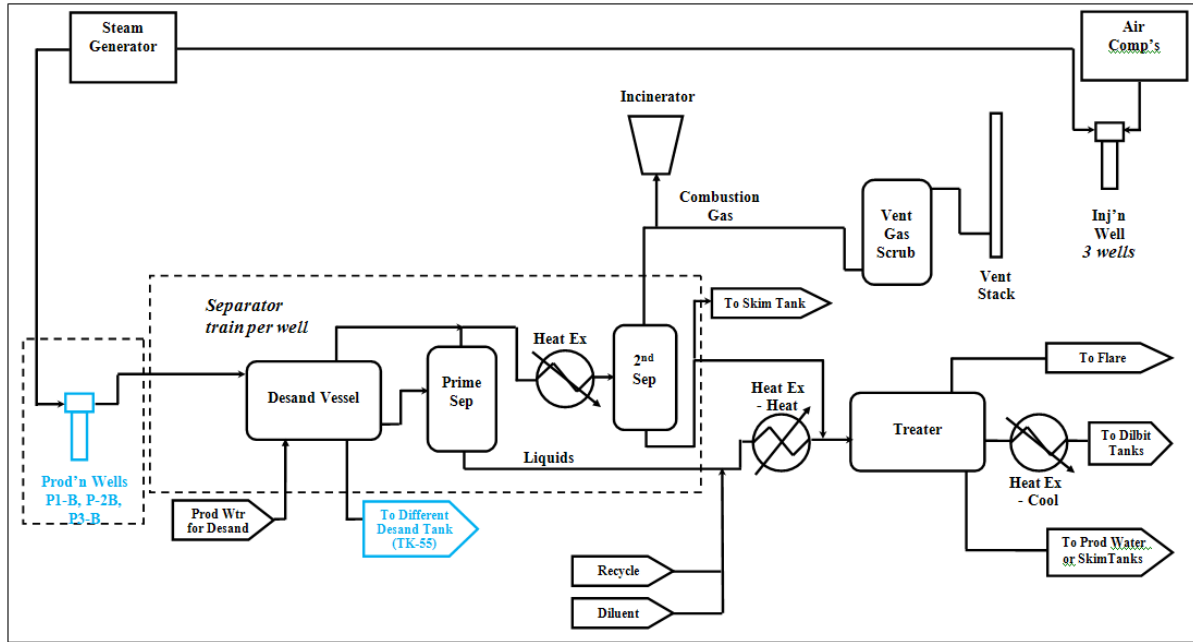 Steam
Generator
Air
Comp's
Incinerator
Combustion
Gas
Vent
Gas
Scrub
Vent
Stack
Inj'n
Well
3 wells
Separator
train per well
To Skim Tank
Heat Ex
2nd
Sep
Desand Vessel
Prime
Sep
Heat Ex
- Heat
To Flare
Treater
To Dilbit
Tanks
Heat Ex
- Cool
Liquids
Prod'n Wells
P1-B, P-2B,
P3-B
Prod Wtr
for Desand
To Different
Desand Tank
(TK-55)
To Prod Water
or SkimTanks
Recycle
Diluent